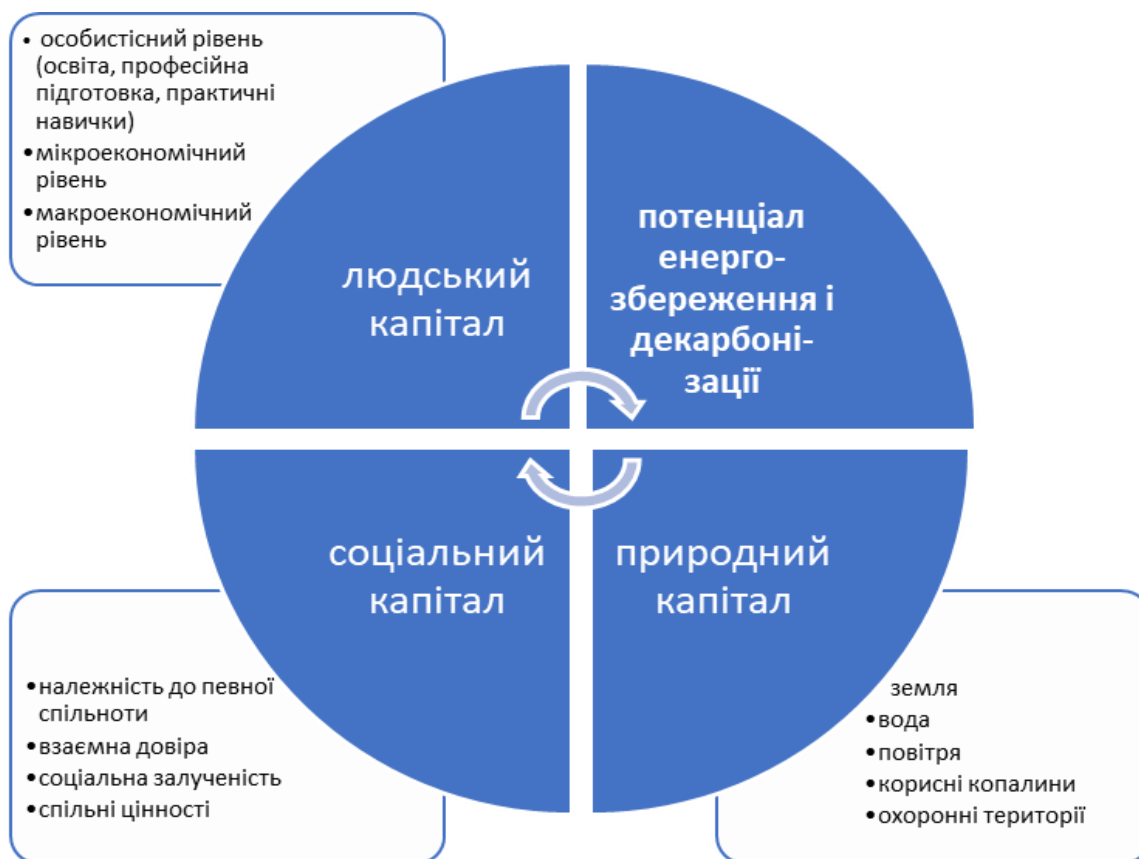 • особистісний рівень
(освіта, професійна
підготовка, практичні
навички)
•мікроекономічний
рівень
•макроекономічний
рівень
людський
капітал
потенціал
енерго-
збереження і
декарбоні-
зації
соціальний
капітал
природний
капітал
•належність до певної
спільноти
•взаємна довіра
•соціальна залученість
•спільні цінності
земля
•вода
•повітря
•корисні копалини
•охоронні території